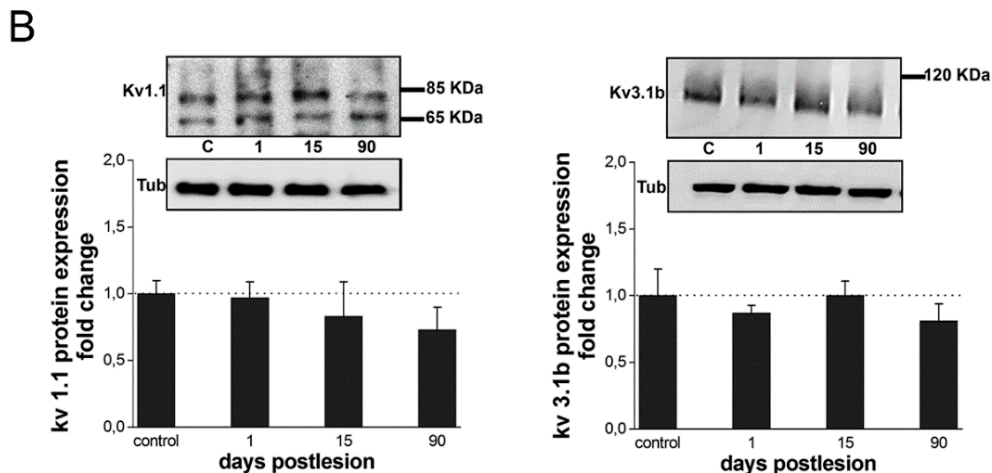 B
Kv1.1
85 KDa
65 KDa
C 1 15 90
Tub
2,0
1,5
1,0
0,5
0,0
kv 1.1 protein expression
fold change
control 1 15 90
days postlesion
Kv3.1b
120 KDa
C 1 15 90
Tub
2,0
1,5
1,0
0,5
0,0
kv 3.1b protein expression
fold change
control 1 15 90
days postlesion